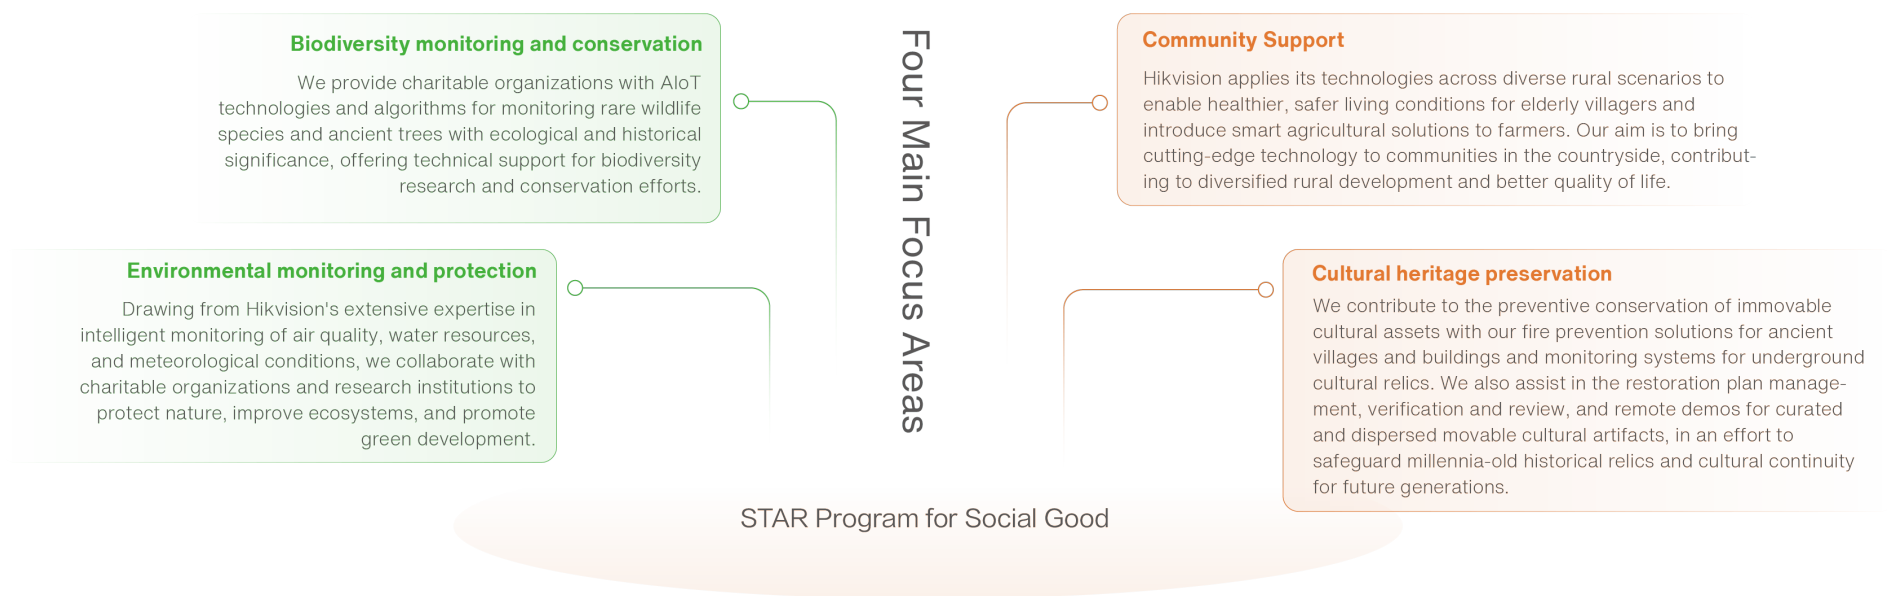 Biodiversity monitoring and conservation
We provide charitable organizations with AIoT
technologies and algorithms for monitoring rare wildlife
species and ancient trees with ecological and historical
significance, offering technical support for biodiversity
research and conservation efforts.
Environmental monitoring and protection
Drawing from Hikvision's extensive expertise in
intelligent monitoring of air quality, water resources,
and meteorological conditions, we collaborate with
charitable organizations and research institutions to
protect nature, improve ecosystems, and promote
green development.
Four Main Focus Areas
Community Support
Hikvision applies its technologies across diverse rural scenarios to
enable healthier, safer living conditions for elderly villagers and
introduce smart agricultural solutions to farmers. Our aim is to bring
cutting-edge technology to communities in the countryside, contribut-
ing to diversified rural development and better quality of life.
Cultural heritage preservation
We contribute to the preventive conservation of immovable
cultural assets with our fire prevention solutions for ancient
villages and buildings and monitoring systems for underground
cultural relics. We also assist in the restoration plan manage-
ment, verification and review, and remote demos for curated
and dispersed movable cultural artifacts, in an effort to
safeguard millennia-old historical relics and cultural continuity
for future generations.
STAR Program for Social Good